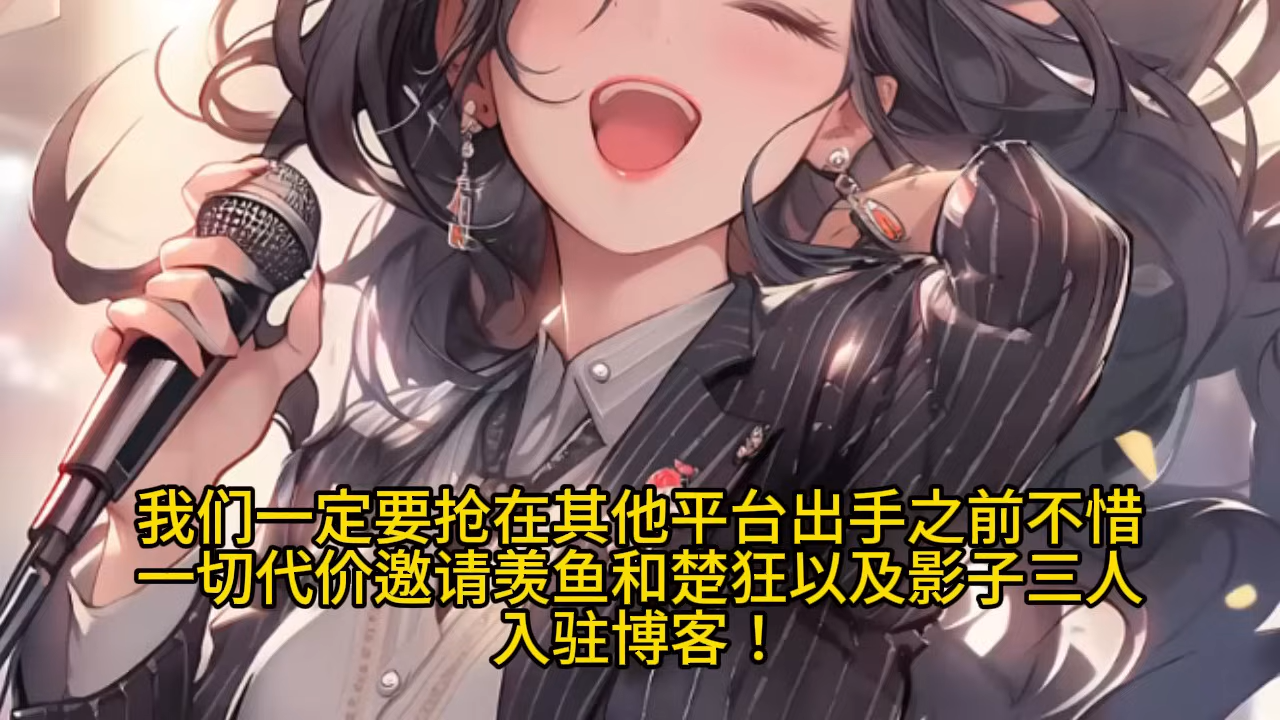 我们一定要抢在其他平台出手之前不惜
一切代价邀请羡鱼和楚狂以及影子三人
入驻博客！